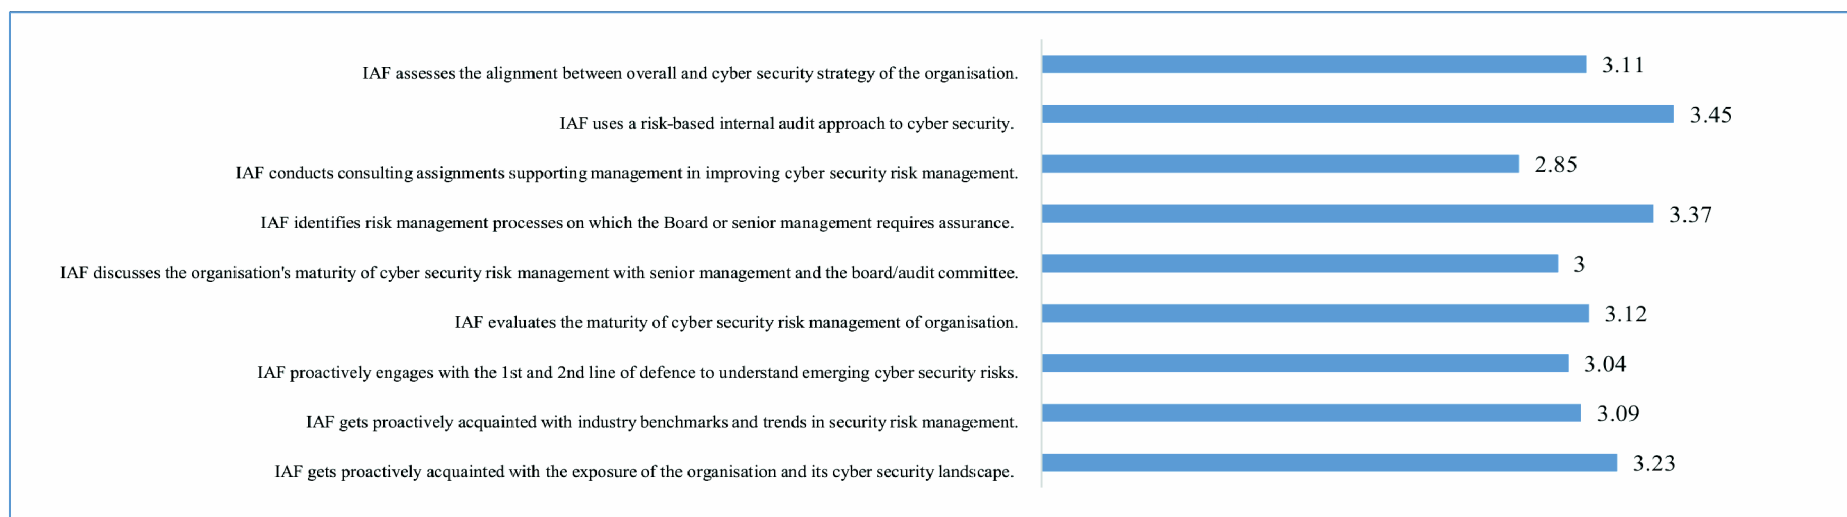 IAF assesses the alignment between overall and cyber security strategy of the organisation. 3.11
IAF uses a risk-based internal audit approach to cyber security. 3.45
IAF conducts consulting assignments supporting management in improving cyber security risk management. 2.85
IAF identifies risk management processes on which the Board or senior management requires assurance. 3.37
IAF discusses the organisation's maturity of cyber security risk management with senior management and the board/audit committee. 3
IAF evaluates the maturity of cyber security risk management of organisation. 3.12
IAF proactively engages with the 1st and 2nd line of defence to understand emerging cyber security risks. 3.04
IAF gets proactively acquainted with industry benchmarks and trends in security risk management. 3.09
IAF gets proactively acquainted with the exposure of the organisation and its cyber security landscape. 3.23